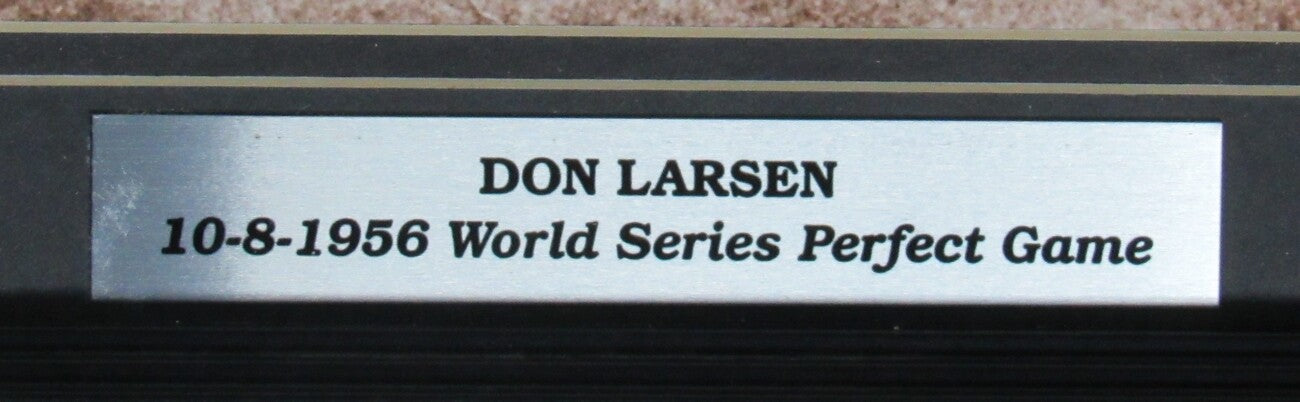 DON LARSEN
10-8-1956 World Series Perfect Game